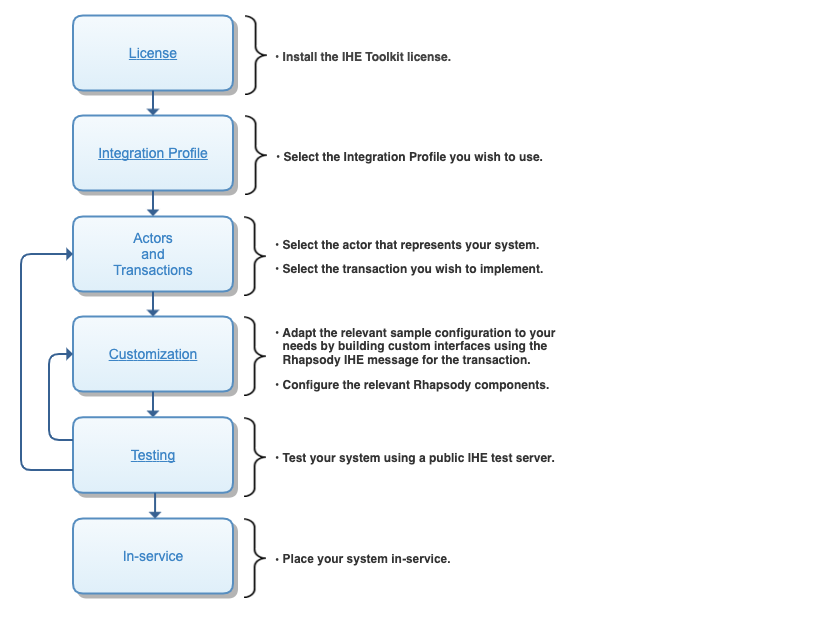 License
• Install the IHE Toolkit license.
Integration Profile
• Select the Integration Profile you wish to use.
Actors
and
Transactions
• Select the actor that represents your system.
• Select the transaction you wish to implement.
Customization
• Adapt the relevant sample configuration to your
needs by building custom interfaces using the
Rhapsody IHE message for the transaction.
• Configure the relevant Rhapsody components.
Testing
• Test your system using a public IHE test server.
In-service
• Place your system in-service.